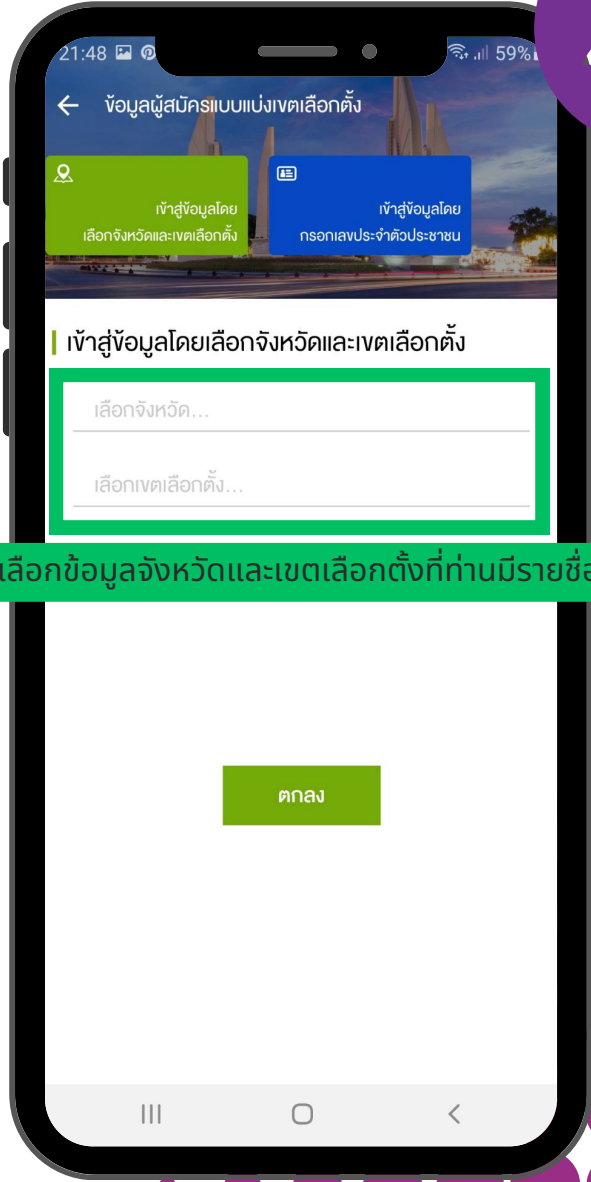 21:48
59%
ข้อมูลผู้สมัครแบบแบ่งเขตเลือกตั้ง
เข้าสู่ข้อมูลโดย
เลือกจังหวัดและเขตเลือกตั้ง
เข้าสู่ข้อมูลโดย
กรอกเลขประจำตัวประชาชน
เข้าสู่ข้อมูลโดยเลือกจังหวัดและเขตเลือกตั้ง
เลือกจังหวัด...
เลือกเขตเลือกตั้ง...
เลือกข้อมูลจังหวัดและเขตเลือกตั้งที่ท่านมีรายชื่อ
ตกลง